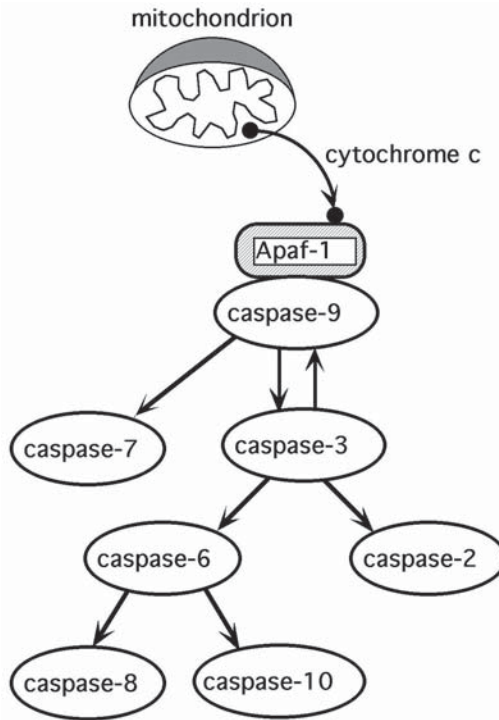 mitochondrion
cytochrome c
Apaf-1
caspase-9
caspase-7
caspase-3
caspase-6
caspase-2
caspase-8
caspase-10